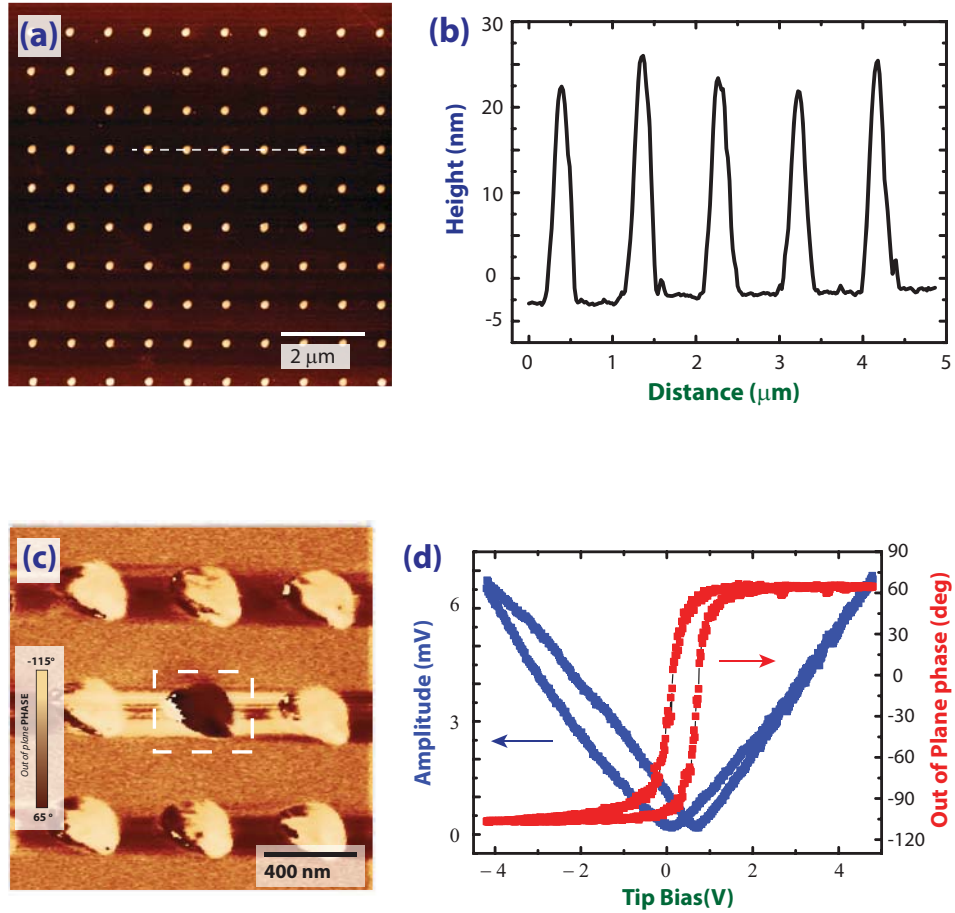 (a)
2 μm
(b)
30
20
10
0
-5
0 1 2 3 4 5
Height (nm)
Distance (μm)
(c)
-115°
Out of plane PHASE
65 °
400 nm
(d)
6
3
0
Amplitude (mV)
90
60
30
0
-30
-60
-90
-120
Out of Plane phase (deg)
−4 −2 0 2 4
Tip Bias(V)